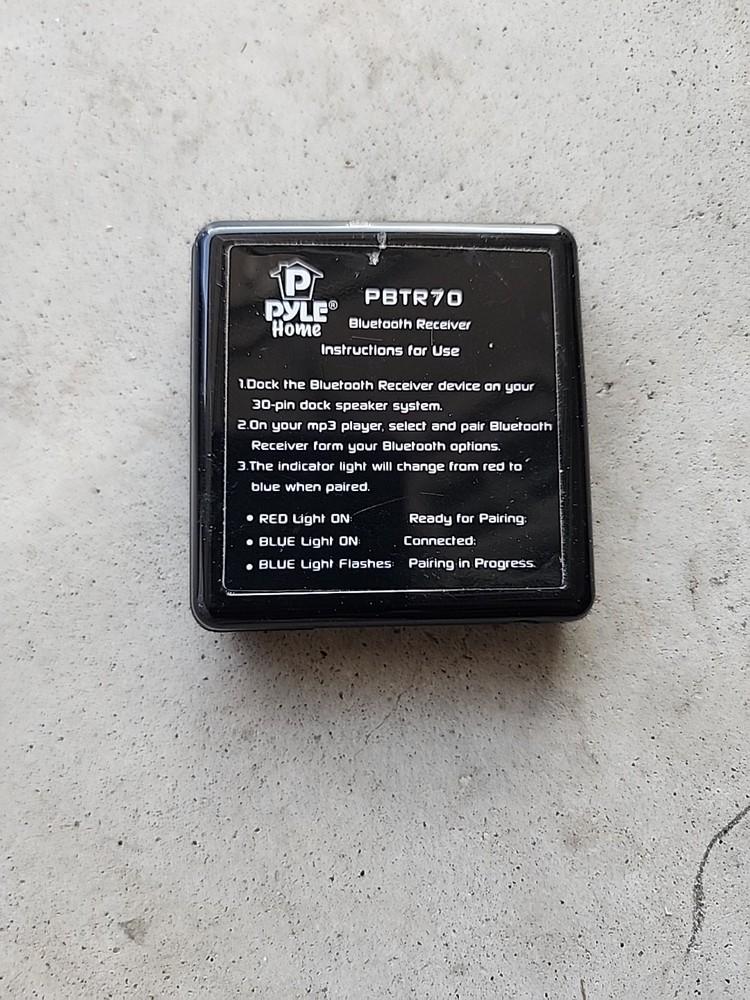 P
PYLE®
Home
PBTR70
Bluetooth Receiver
Instructions for Use
1.Dock the Bluetooth Receiver device on your
30-pin dock speaker system.
2.On your mp3 player, select and pair Bluetooth
Receiver form your Bluetooth options.
3.The indicator light will change from red to
blue when paired.
• RED Light ON: Ready for Pairing;
• BLUE Light ON: Connected;
• BLUE Light Flashes: Pairing in Progress.